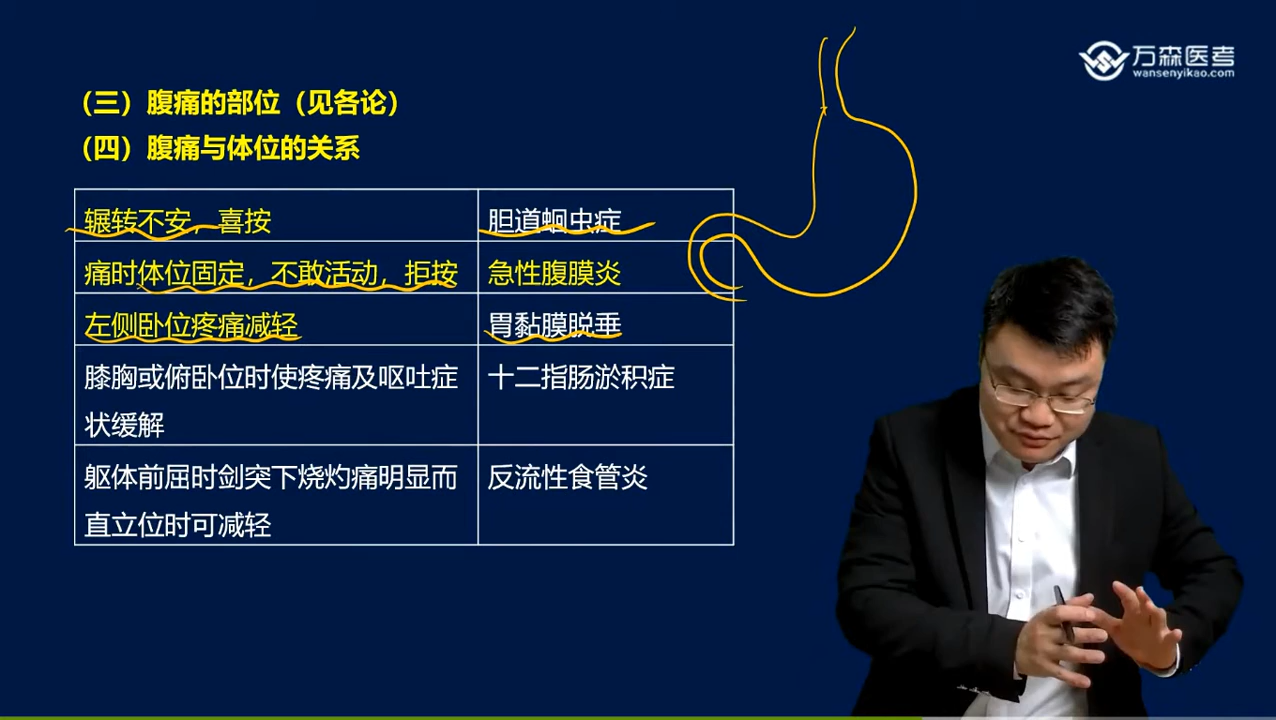 万森医考
wansenyikao.com
（三）腹痛的部位（见各论）
（四）腹痛与体位的关系
辗转不安，喜按
胆道蛔虫症
痛时体位固定，不敢活动，拒按
急性腹膜炎
左侧卧位疼痛减轻
胃黏膜脱垂
膝胸或俯卧位时使疼痛及呕吐症
状缓解
十二指肠淤积症
躯体前屈时剑突下烧灼痛明显而
直立位时可减轻
反流性食管炎